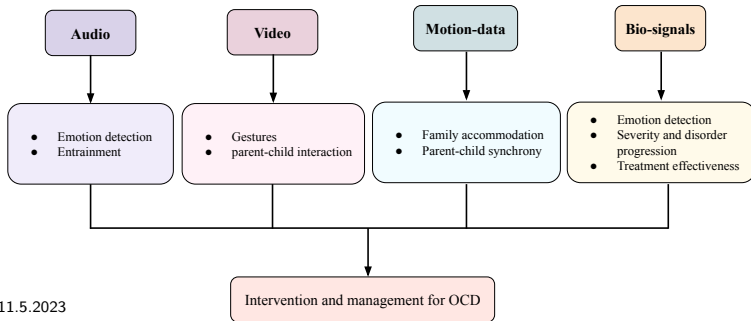 Audio
Video
Motion-data
Bio-signals
● Emotion detection
● Entrainment
● Gestures
● parent-child interaction
● Family accommodation
● Parent-child synchrony
● Emotion detection
● Severity and disorder
progression
● Treatment effectiveness
Intervention and management for OCD
11.5.2023